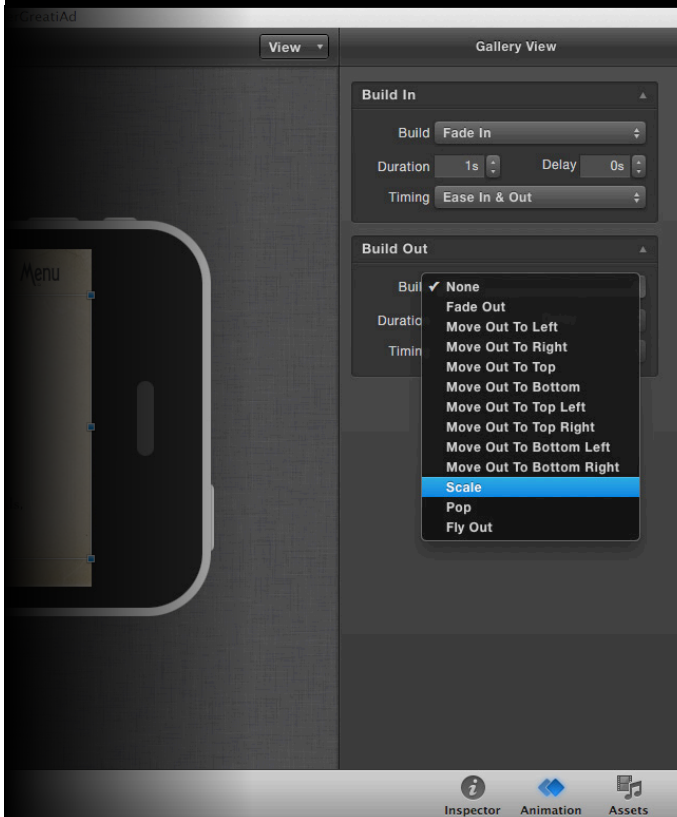 CreatiAd
View
Gallery View
Build In
Build Fade In
Duration 1s Delay 0s
Timing Ease In & Out
Menu
Build Out
Buil ✓ None
Fade Out
Duratio
Move Out To Left
Move Out To Right
Timin
Move Out To Top
Move Out To Bottom
Move Out To Top Left
Move Out To Top Right
Move Out To Bottom Left
Move Out To Bottom Right
Scale
Pop
Fly Out
Inspector Animation Assets